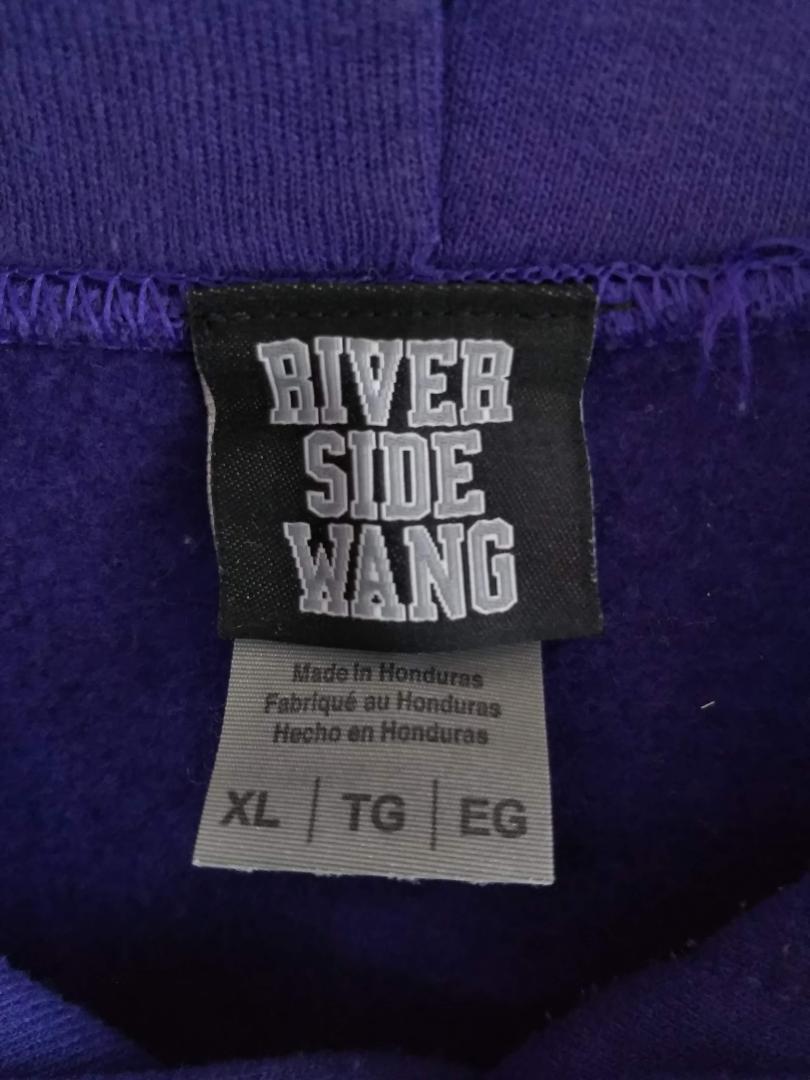 RIVER
SIDE
WANG
Made in Honduras
Fabriqué au Honduras
Hecho en Honduras
XL | TG | EG